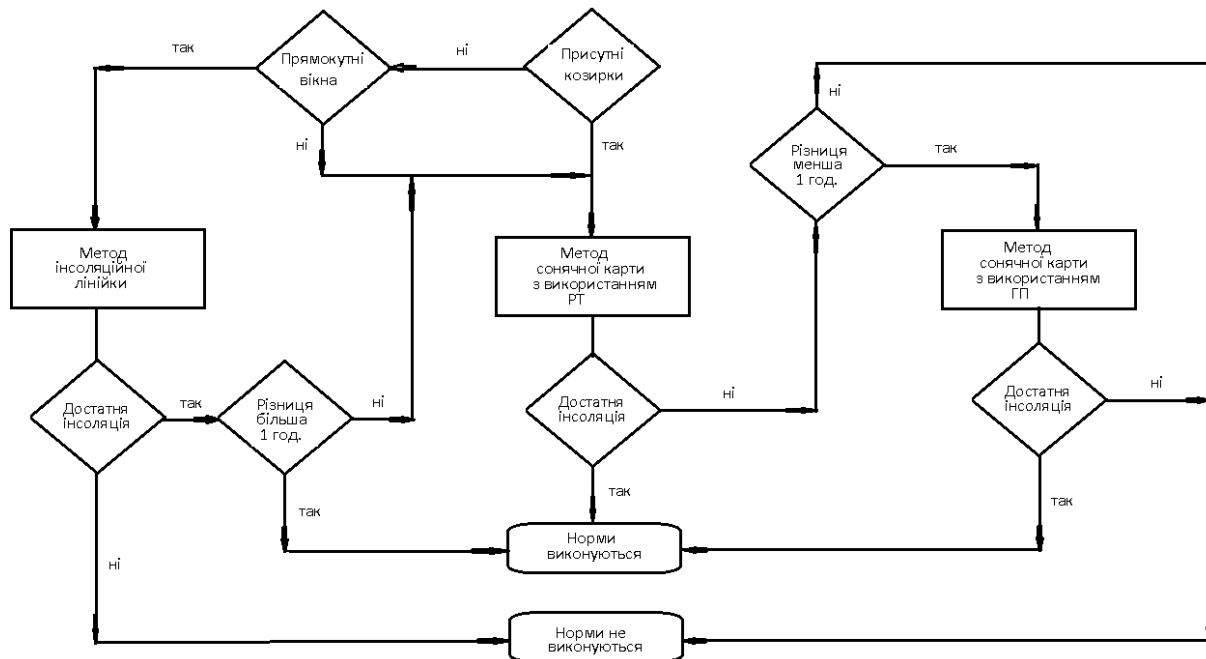 так
ні
Прямокутні
вікна
Присутні
козирки
ні
так
ні
Різниця
менша
1 год.
так
Метод
інсоляційної
лінійки
Метод
сонячної карти
з використанням
РТ
Метод
сонячної карти
з використанням
ГП
Достатня
інсоляція
так
Різниця
більша
1 год.
ні
Достатня
інсоляція
ні
Достатня
інсоляція
ні
так
так
так
ні
Норми
виконуються
Норми не
виконуються